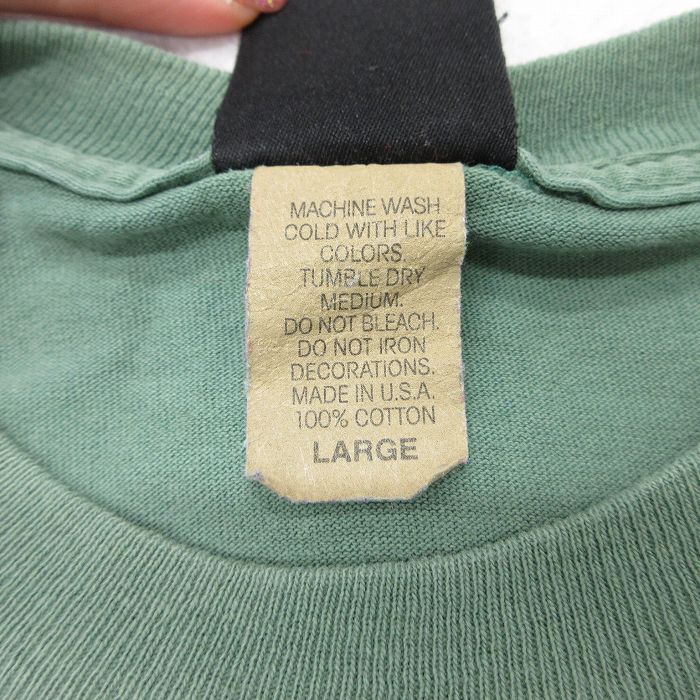 MACHINE WASH
COLD WITH LIKE
COLORS.
TUMBLE DRY
MEDIUM.
DO NOT BLEACH.
DO NOT IRON
DECORATIONS.
MADE IN U.S.A.
100% COTTON
LARGE